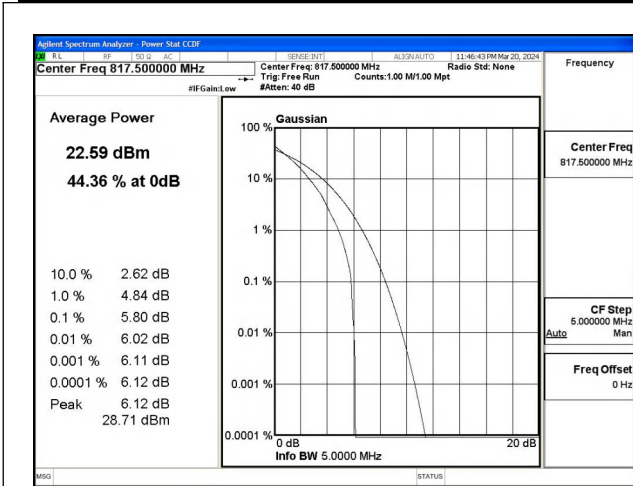 Agilent Spectrum Analyzer - Power Stat CCDF
RL RF 50 Ω AC SENSE:INT ALIGN AUTO 11:46:43 PM Mar 20, 2024
Center Freq 817.500000 MHz
Center Freq: 817.500000 MHz Radio Std: None
Trig: Free Run Counts:1.00 M/1.00 Mpt
#IFGain:Low #Atten: 40 dB
Frequency
Center Freq
817.500000 MHz
CF Step
5.000000 MHz
Auto Man
Freq Offset
0 Hz
Average Power
22.59 dBm
44.36 % at 0dB
10.0 % 2.62 dB
1.0 % 4.84 dB
0.1 % 5.80 dB
0.01 % 6.02 dB
0.001 % 6.11 dB
0.0001 % 6.12 dB
Peak 6.12 dB
28.71 dBm
Gaussian
100 %
10 %
1 %
0.1 %
0.01 %
0.001 %
0.0001 %
0 dB 20 dB
Info BW 5.0000 MHz
MSG STATUS